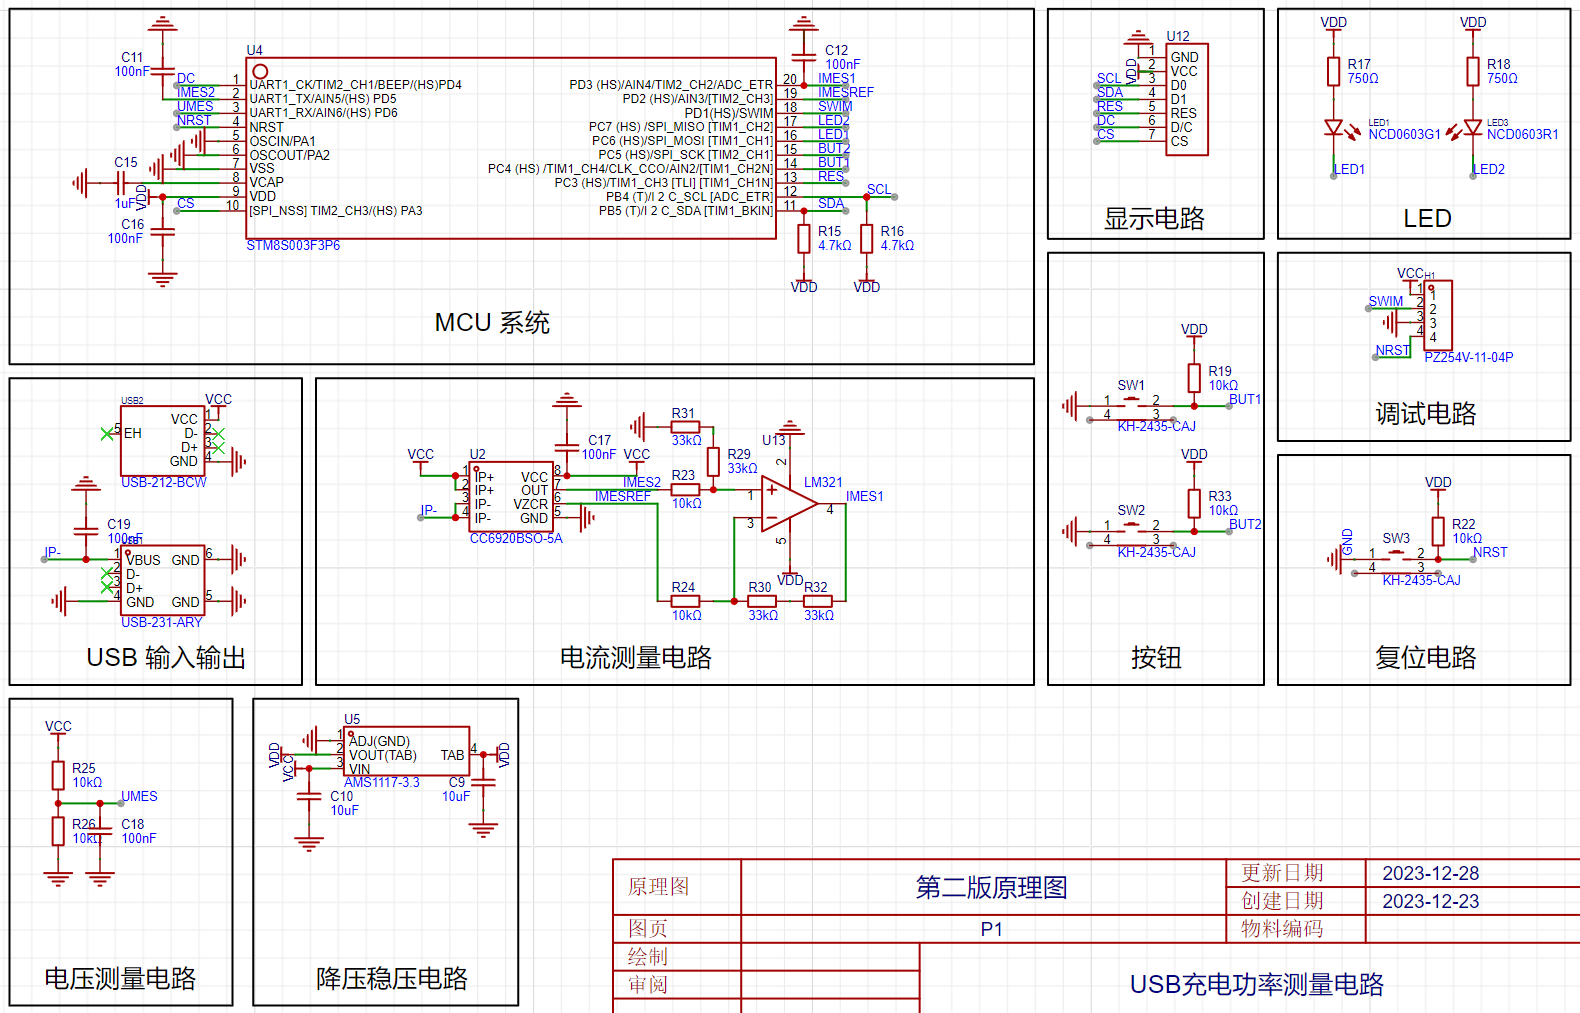 C11
100nF
U4
STM8S003F3P6
DC
IMES2
UMES
NRST
CS
1
2
3
4
5
6
7
8
9
10
UART1_CK/TIM2_CH1/BEEP/(HS)PD4
UART1_TX/AIN5/(HS) PD5
UART1_RX/AIN6/(HS) PD6
NRST
OSCIN/PA1
OSCOUT/PA2
VSS
VCAP
VDD
[SPI_NSS] TIM2_CH3/(HS) PA3
PD3 (HS)/AIN4/TIM2_CH2/ADC_ETR
PD2 (HS)/AIN3/[TIM2_CH3]
PD1(HS)/SWIM
PC7 (HS) /SPI_MISO [TIM1_CH2]
PC6 (HS)/SPI_MOSI [TIM1_CH1]
PC5 (HS)/SPI_SCK [TIM2_CH1]
PC4 (HS) /TIM1_CH4/CLK_CCO/AIN2/[TIM1_CH2N]
PC3 (HS)/TIM1_CH3 [TLI] [TIM1_CH1N]
PB4 (T)/I 2 C_SCL [ADC_ETR]
PB5 (T)/I 2 C_SDA [TIM1_BKIN]
20
19
18
17
16
15
14
13
12
11
C12
100nF
IMES1
IMESREF
SWIM
LED2
LED1
BUT2
BUT1
RES
SCL
SDA
C15
1uF
VDD
C16
100nF
R15
4.7kΩ
R16
4.7kΩ
VDD
VDD
MCU 系统
U12
VDD
SCL
SDA
RES
DC
CS
1
2
3
4
5
6
7
GND
VCC
D0
D1
RES
D/C
CS
显示电路
VDD
VDD
R17
750Ω
R18
750Ω
LED1
NCD0603G1
LED3
NCD0603R1
LED1
LED2
LED
VDD
R19
10kΩ
SW1
1
2
4
3
BUT1
KH-2435-CAJ
VDD
R33
10kΩ
SW2
1
2
4
3
BUT2
KH-2435-CAJ
按钮
VCC
H1
SWIM
NRST
1
2
3
4
1
2
3
4
PZ254V-11-04P
调试电路
VDD
R22
10kΩ
GND
SW3
1
2
4
3
NRST
KH-2435-CAJ
复位电路
USB2
VCC
5
EH
VCC
D-
D+
GND
1
2
3
4
USB-212-BCW
C19
100nF
IP-
1
2
3
4
VBUS
D-
D+
GND
GND
GND
6
5
USB-231-ARY
USB 输入输出
VCC
U2
IP-
1
2
3
4
IP+
IP+
IP-
IP-
VCC
OUT
VZCR
GND
8
7
6
5
CC6920BSO-5A
C17
100nF
VCC
IMES2
IMESREF
R31
33kΩ
R29
33kΩ
R23
10kΩ
U13
LM321
1
2
3
4
5
IMES1
VDD
R24
10kΩ
R30
33kΩ
R32
33kΩ
电流测量电路
VCC
R25
10kΩ
UMES
R26
10kΩ
C18
100nF
电压测量电路
U5
VDD
VCC
1
2
3
ADJ(GND)
VOUT(TAB)
VIN
TAB
4
VDD
AMS1117-3.3
C10
10uF
C9
10uF
降压稳压电路
原理图
第二版原理图
更新日期
2023-12-28
创建日期
2023-12-23
图页
P1
物料编码
绘制
审阅
USB充电功率测量电路